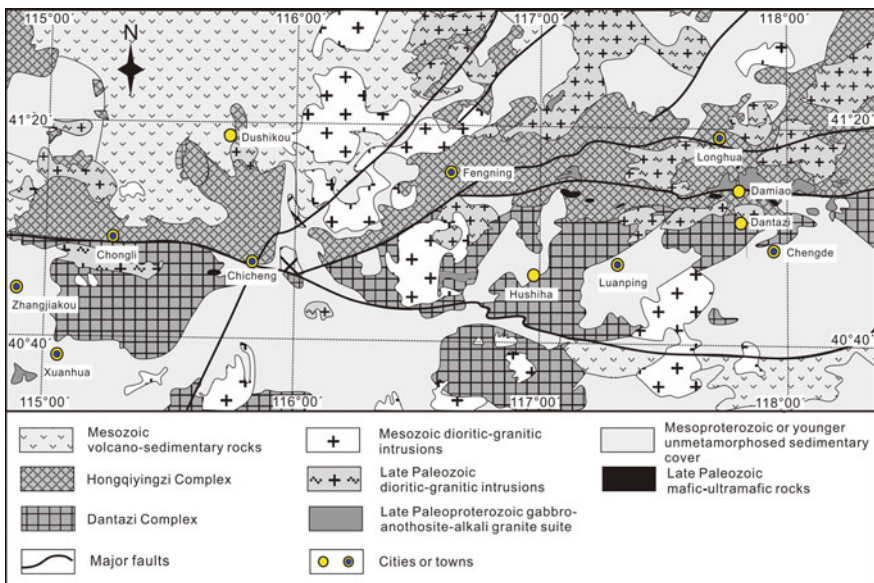 115°00′ 116°00′ 117°00′ 118°00′
N
41°20′ 41°20′
Dushikou
Longhua
Fengning
Damiao
Dantazi
Chongli
Chengde
Chicheng
Luanping
Zhangjiakou
Hushiha
40°40′ 40°40′
Xuanhua
115°00′ 116°00′ 117°00′ 118°00′
Mesozoic
volcano-sedimentary rocks
Hongqiyingzi Complex
Dantazi Complex
Major faults
Mesozoic dioritic-granitic
intrusions
Late Paleozoic
dioritic-granitic intrusions
Late Paleoproterozoic gabbro-
anothosite-alkali granite suite
Cities or towns
Mesoproterozoic or younger
unmetamorphosed sedimentary
cover
Late Paleozoic
mafic-ultramafic rocks